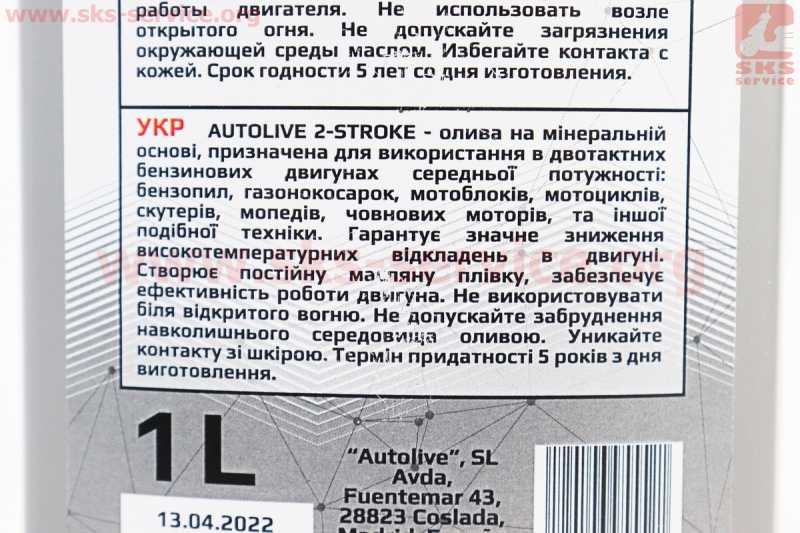 www.sks-service.org
SKS
service
работы двигателя. Не использовать возле
открытого огня. Не допускайте загрязнения
окружающей среды маслом. Избегайте контакта с
кожей. Срок годности 5 лет со дня изготовления.
УКР AUTOLIVE 2-STROKE - олива на мінеральній
основі, призначена для використання в двотактних
бензинових двигунах середньої потужності:
бензопил, газонокосарок, мотоблоків, мотоциклів,
скутерів, мопедів, човнових моторів, та іншої
подібної техніки. Гарантує значне зниження
високотемпературних відкладень в двигуні.
www.sks-service.org
Створює постійну масляну плівку, забезпечує
ефективність роботи двигуна. Не використовувати
біля відкритого вогню. Не допускайте забруднення
навколишнього середовища оливою. Уникайте
контакту зі шкірою. Термін придатності 5 років з дня
виготовлення.
1L
13.04.2022
“Autolive”, SL
Avda,
Fuentemar 43,
28823 Coslada,